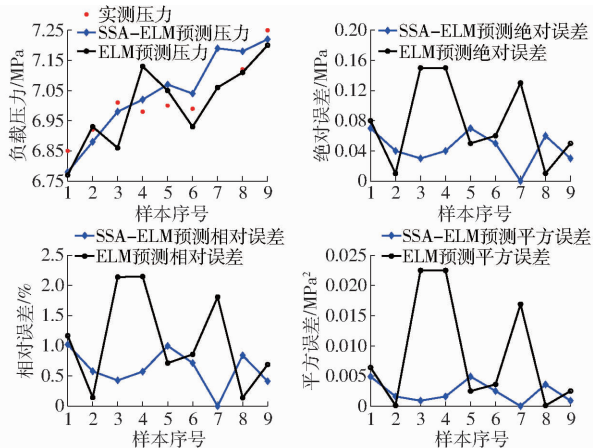 实测压力
SSA-ELM预测压力
ELM预测压力
7.25
7.15
7.05
6.95
6.85
6.75
负载压力/MPa
1 2 3 4 5 6 7 8 9
样本序号
SSA-ELM预测绝对误差
ELM预测绝对误差
0.20
0.16
0.12
0.08
0.04
0
绝对误差/MPa
1 2 3 4 5 6 7 8 9
样本序号
SSA-ELM预测相对误差
ELM预测相对误差
2.5
2.0
1.5
1.0
0.5
0
相对误差/%
1 2 3 4 5 6 7 8 9
样本序号
SSA-ELM预测平方误差
ELM预测平方误差
0.025
0.020
0.015
0.010
0.005
0
平方误差/MPa²
1 2 3 4 5 6 7 8 9
样本序号